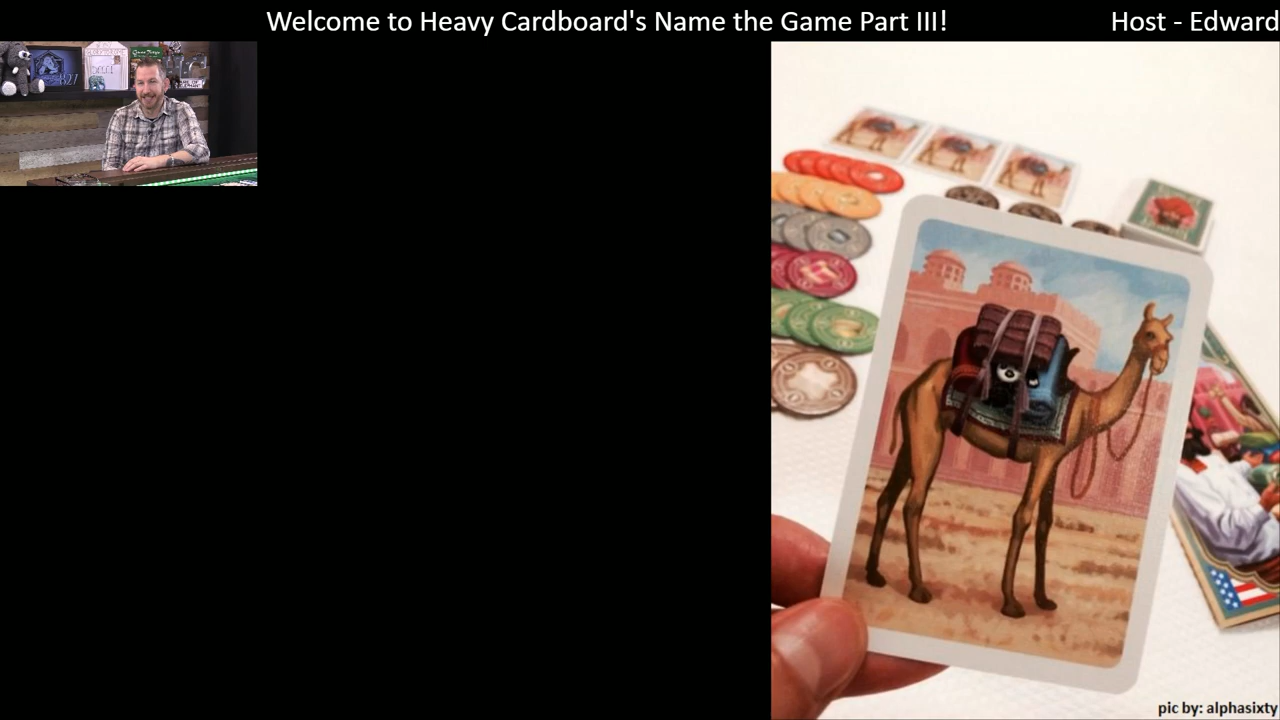 Welcome to Heavy Cardboard's Name the Game Part III!
Host - Edward
pic by: alphasixty